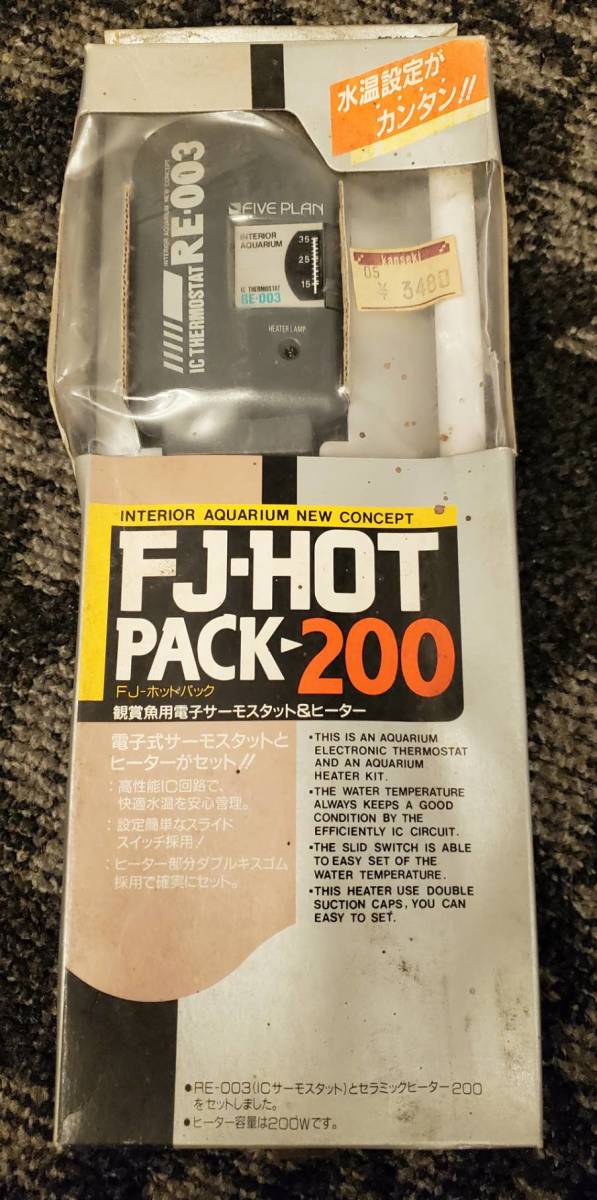 水温設定が
カンタン!!
INTERIOR AQUARIUM NEW CONCEPT
IC THERMOSTAT RE·003
FIVE PLAN
INTERIOR
AQUARIUM
35
25
15
IC THERMOSTAT
RE·003
HEATER LAMP
kanseki
05
INTERIOR AQUARIUM NEW CONCEPT
FJ-HOT
PACK▸200
FJ-ホットパック
観賞魚用電子サーモスタット&ヒーター
電子式サーモスタットと
ヒーターがセット!!
:高性能IC回路で、
快適水温を安心管理。
:設定簡単なスライド
スイッチ採用!
:ヒーター部分ダブルキスゴム
採用で確実にセット。
•THIS IS AN AQUARIUM
ELECTRONIC THERMOSTAT
AND AN AQUARIUM
HEATER KIT.
•THE WATER TEMPERATURE
ALWAYS KEEPS A GOOD
CONDITION BY THE
EFFICIENTLY IC CIRCUIT.
•THE SLID SWITCH IS ABLE
TO EASY SET OF THE
WATER TEMPERATURE.
•THIS HEATER USE DOUBLE
SUCTION CAPS, YOU CAN
EASY TO SET.
●RE-003(ICサーモスタット)とセラミックヒーター200
をセットしました。
●ヒーター容量は200Wです。